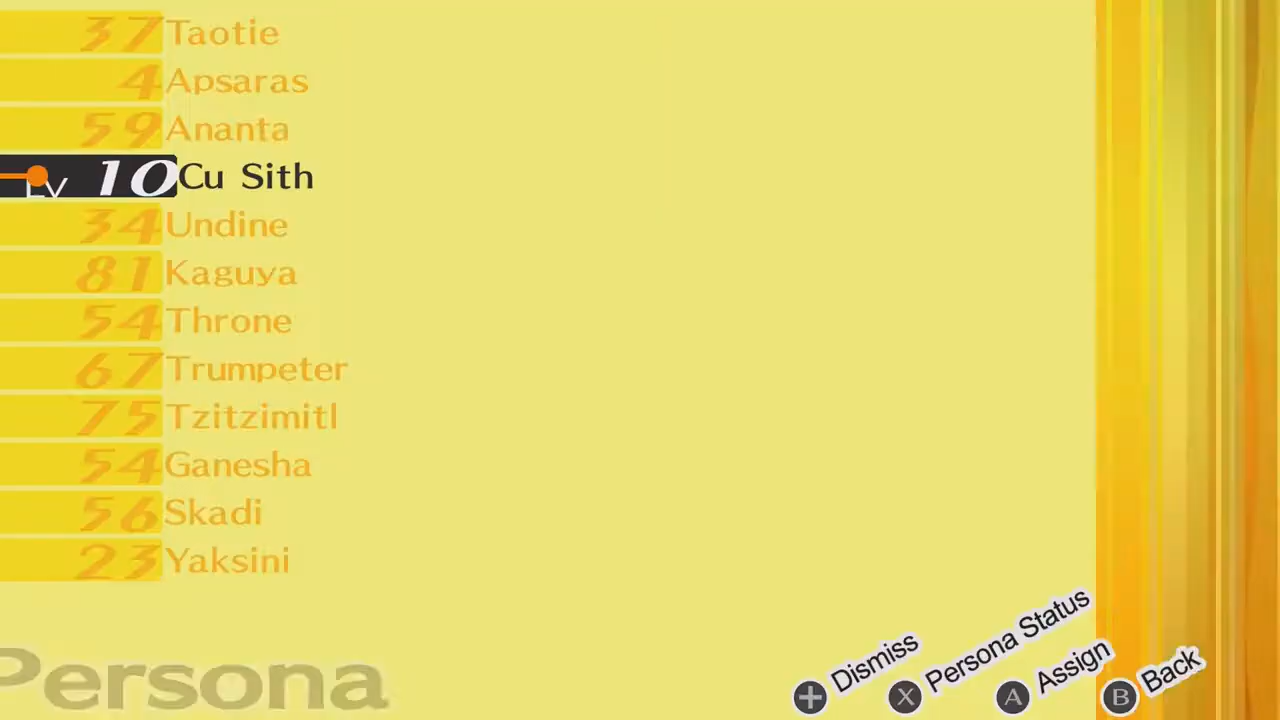 37 Taotie
4 Apsaras
59 Ananta
LV 10 Cu Sith
34 Undine
81 Kaguya
54 Throne
67 Trumpeter
75 Tzitzimitl
54 Ganesha
56 Skadi
23 Yaksini
Persona
+ Dismiss X Persona Status A Assign B Back